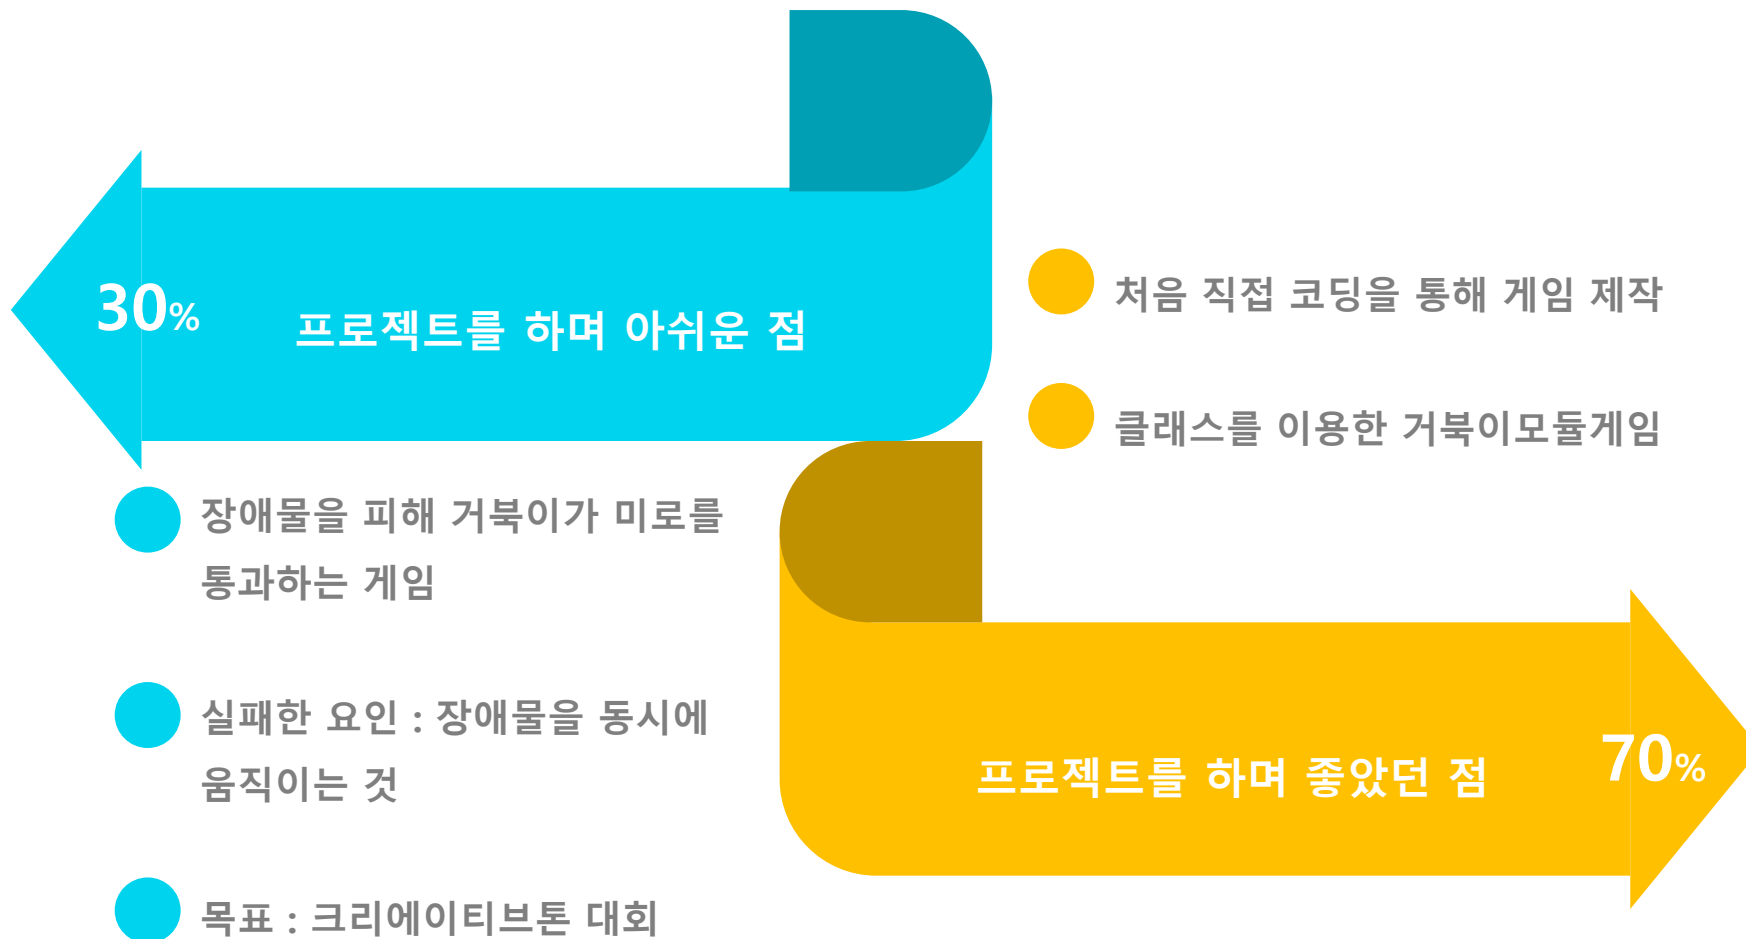 30%
프로젝트를 하며 아쉬운 점
장애물을 피해 거북이가 미로를
통과하는 게임
실패한 요인 : 장애물을 동시에
움직이는 것
목표 : 크리에이티브톤 대회
처음 직접 코딩을 통해 게임 제작
클래스를 이용한 거북이모듈게임
프로젝트를 하며 좋았던 점
70%